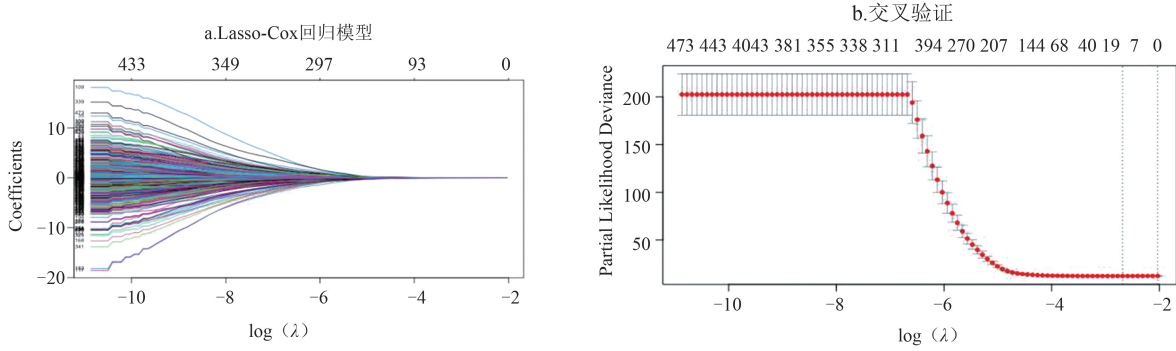 a.Lasso-Cox回归模型
433 349 297 93 0
10
0
−10
−20
Coefficients
−10 −8 −6 −4 −2
log（λ）
b.交叉验证
473 443 4043 381 355 338 311 394 270 207 144 68 40 19 7 0
200
150
100
50
Partial Likelihood Deviance
−10 −8 −6 −4 −2
log（λ）